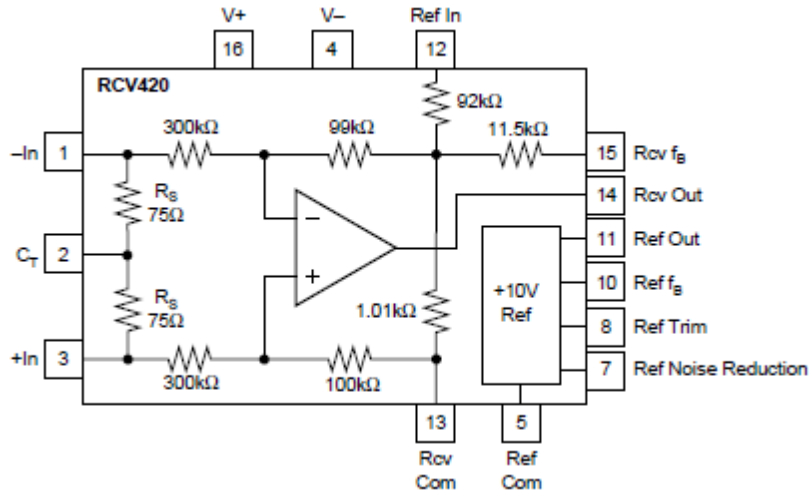 V+ V– Ref In
16 4 12
RCV420
92kΩ
300kΩ 99kΩ 11.5kΩ
–In 1 15 Rcv fB
RS
75Ω
14 Rcv Out
–
11 Ref Out
CT 2
+
10 Ref fB
+10V
Ref
RS
75Ω
1.01kΩ
8 Ref Trim
+In 3
7 Ref Noise Reduction
300kΩ 100kΩ
13 5
Rcv
Com
Ref
Com